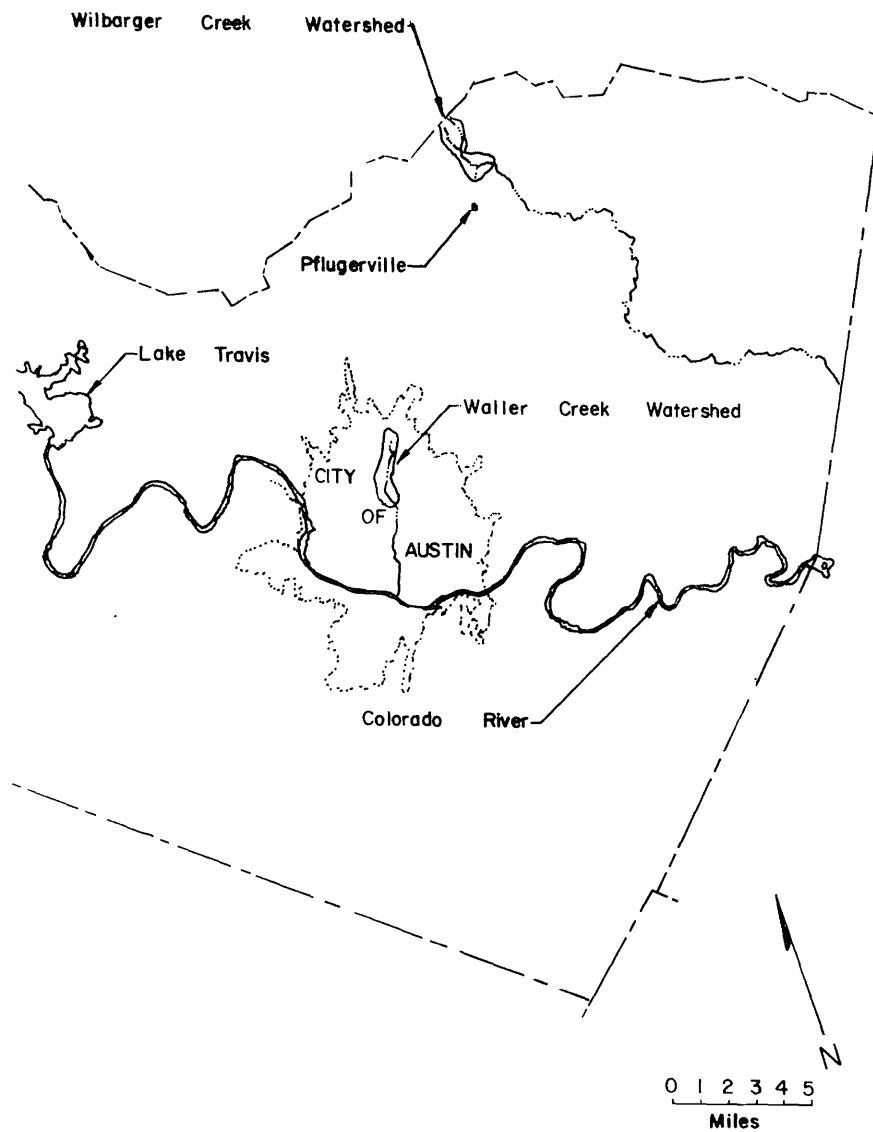 Wilbarger Creek Watershed
Pflugerville
Lake Travis
Waller Creek Watershed
CITY
OF
AUSTIN
Colorado River
N
0 1 2 3 4 5
Miles